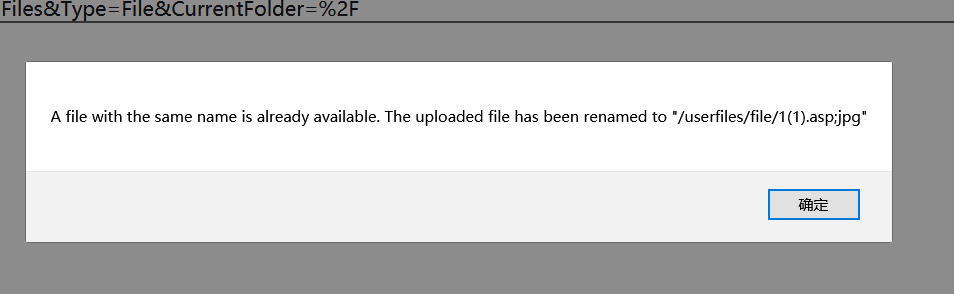 Files&Type=File&CurrentFolder=%2F
A file with the same name is already available. The uploaded file has been renamed to "/userfiles/file/1(1).asp;jpg"
确定